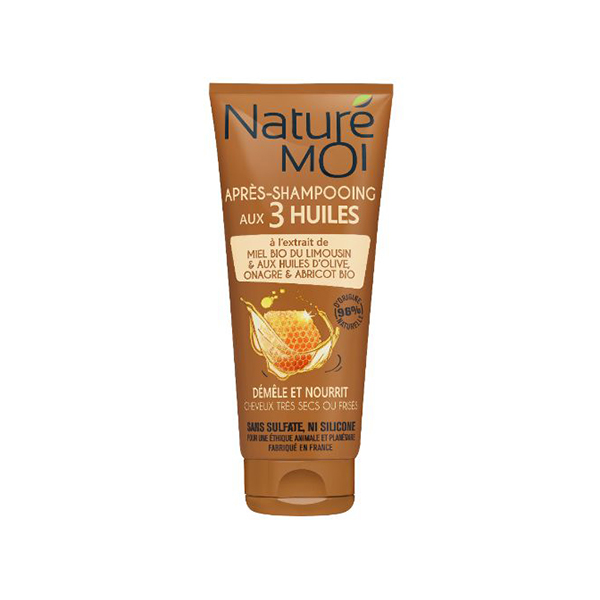 Naturé
MOI
APRÈS-SHAMPOOING
AUX 3 HUILES
à l'extrait de
MIEL BIO DU LIMOUSIN
& AUX HUILES D'OLIVE,
ONAGRE & ABRICOT BIO
D'ORIGINE
96%
NATURELLE
DÉMÊLE ET NOURRIT
CHEVEUX TRÈS SECS OU FRISÉS
SANS SULFATE, NI SILICONE
POUR UNE ÉTHIQUE ANIMALE ET PLANÉTAIRE
FABRIQUÉ EN FRANCE